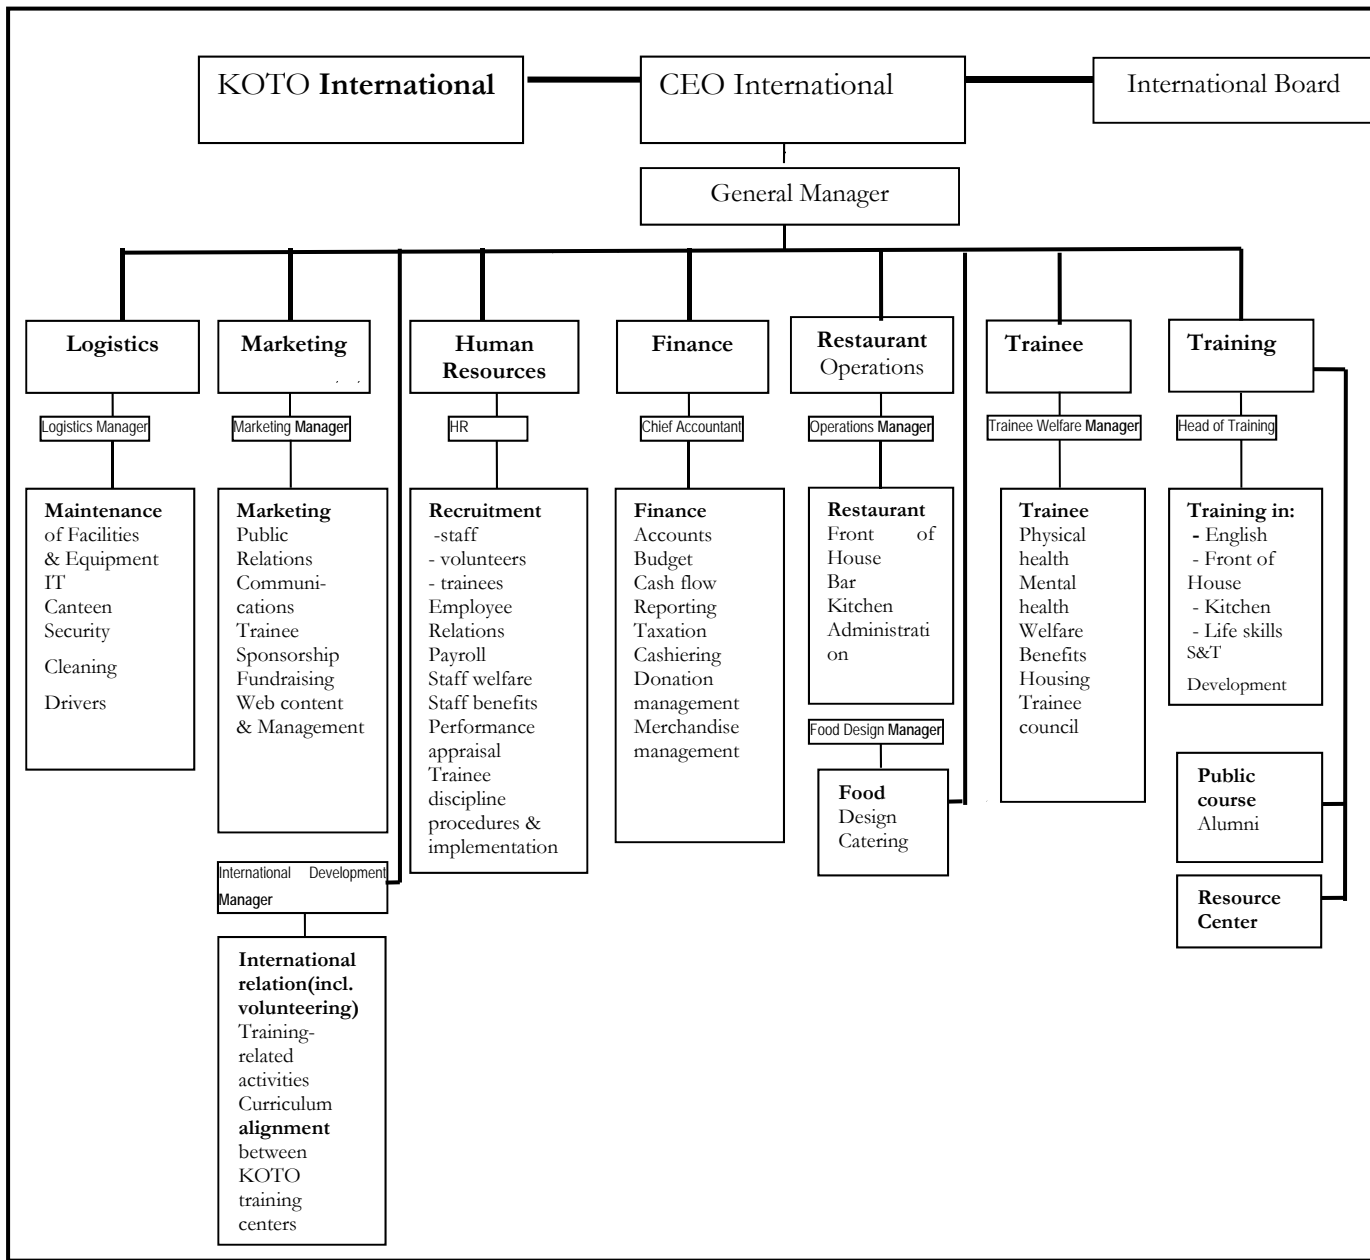 KOTO International
CEO International
International Board
General Manager
Logistics
Marketing
Human
Resources
Finance
Restaurant
Operations
Trainee
Training
Logistics Manager
Marketing Manager
HR
Chief Accountant
Operations Manager
Trainee Welfare Manager
Head of Training
Maintenance
of Facilities
& Equipment
IT
Canteen
Security
Cleaning
Drivers
Marketing
Public
Relations
Communi-
cations
Trainee
Sponsorship
Fundraising
Web content
& Management
Recruitment
-staff
- volunteers
- trainees
Employee
Relations
Payroll
Staff welfare
Staff benefits
Performance
appraisal
Trainee
discipline
procedures &
implementation
Finance
Accounts
Budget
Cash flow
Reporting
Taxation
Cashiering
Donation
management
Merchandise
management
Restaurant
Front of
House
Bar
Kitchen
Administrati
on
Food Design Manager
Food
Design
Catering
Trainee
Physical
health
Mental
health
Welfare
Benefits
Housing
Trainee
council
Training in:
- English
- Front of
House
- Kitchen
- Life skills
S&T
Development
Public
course
Alumni
Resource
Center
International Development
Manager
International
relation(incl.
volunteering)
Training-
related
activities
Curriculum
alignment
between
KOTO
training
centers